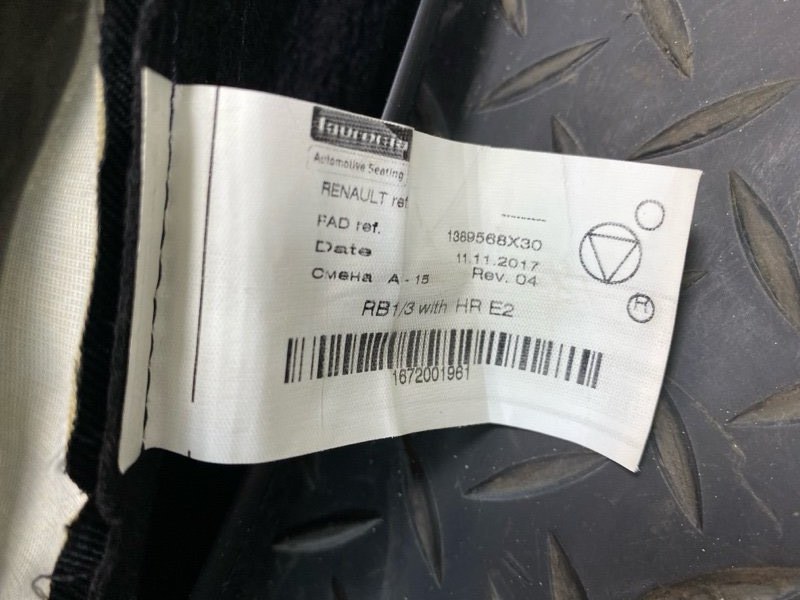 faurecia
Automotive Seating
RENAULT ref
FAD ref. 1389568X30
Date 11.11.2017
Смена А - 15 Rev. 04
RB1/3 with HR E2
1672001961
R